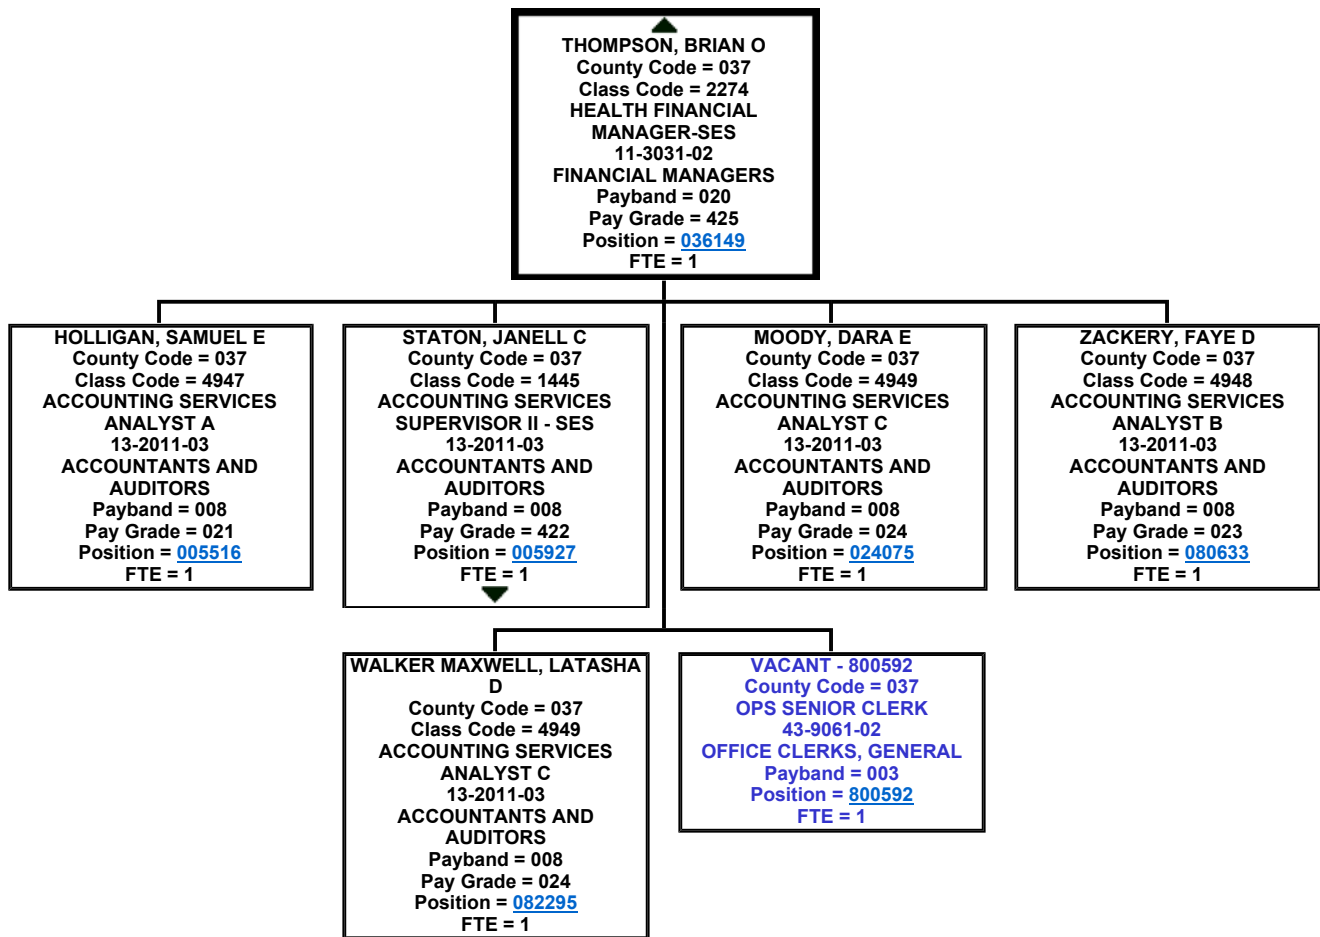 THOMPSON, BRIAN O
County Code = 037
Class Code = 2274
HEALTH FINANCIAL
MANAGER-SES
11-3031-02
FINANCIAL MANAGERS
Payband = 020
Pay Grade = 425
Position = 036149
FTE = 1
HOLLIGAN, SAMUEL E
County Code = 037
Class Code = 4947
ACCOUNTING SERVICES
ANALYST A
13-2011-03
ACCOUNTANTS AND
AUDITORS
Payband = 008
Pay Grade = 021
Position = 005516
FTE = 1
STATON, JANELL C
County Code = 037
Class Code = 1445
ACCOUNTING SERVICES
SUPERVISOR II - SES
13-2011-03
ACCOUNTANTS AND
AUDITORS
Payband = 008
Pay Grade = 422
Position = 005927
FTE = 1
MOODY, DARA E
County Code = 037
Class Code = 4949
ACCOUNTING SERVICES
ANALYST C
13-2011-03
ACCOUNTANTS AND
AUDITORS
Payband = 008
Pay Grade = 024
Position = 024075
FTE = 1
ZACKERY, FAYE D
County Code = 037
Class Code = 4948
ACCOUNTING SERVICES
ANALYST B
13-2011-03
ACCOUNTANTS AND
AUDITORS
Payband = 008
Pay Grade = 023
Position = 080633
FTE = 1
WALKER MAXWELL, LATASHA
D
County Code = 037
Class Code = 4949
ACCOUNTING SERVICES
ANALYST C
13-2011-03
ACCOUNTANTS AND
AUDITORS
Payband = 008
Pay Grade = 024
Position = 082295
FTE = 1
VACANT - 800592
County Code = 037
OPS SENIOR CLERK
43-9061-02
OFFICE CLERKS, GENERAL
Payband = 003
Position = 800592
FTE = 1